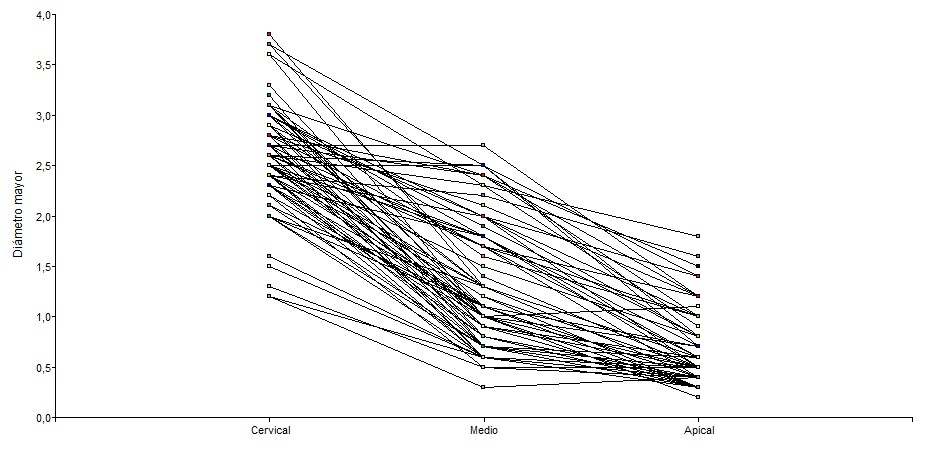 4,0
3,5
3,0
2,5
2,0
1,5
1,0
0,5
0,0
Diámetro mayor
Cervical
Medio
Apical